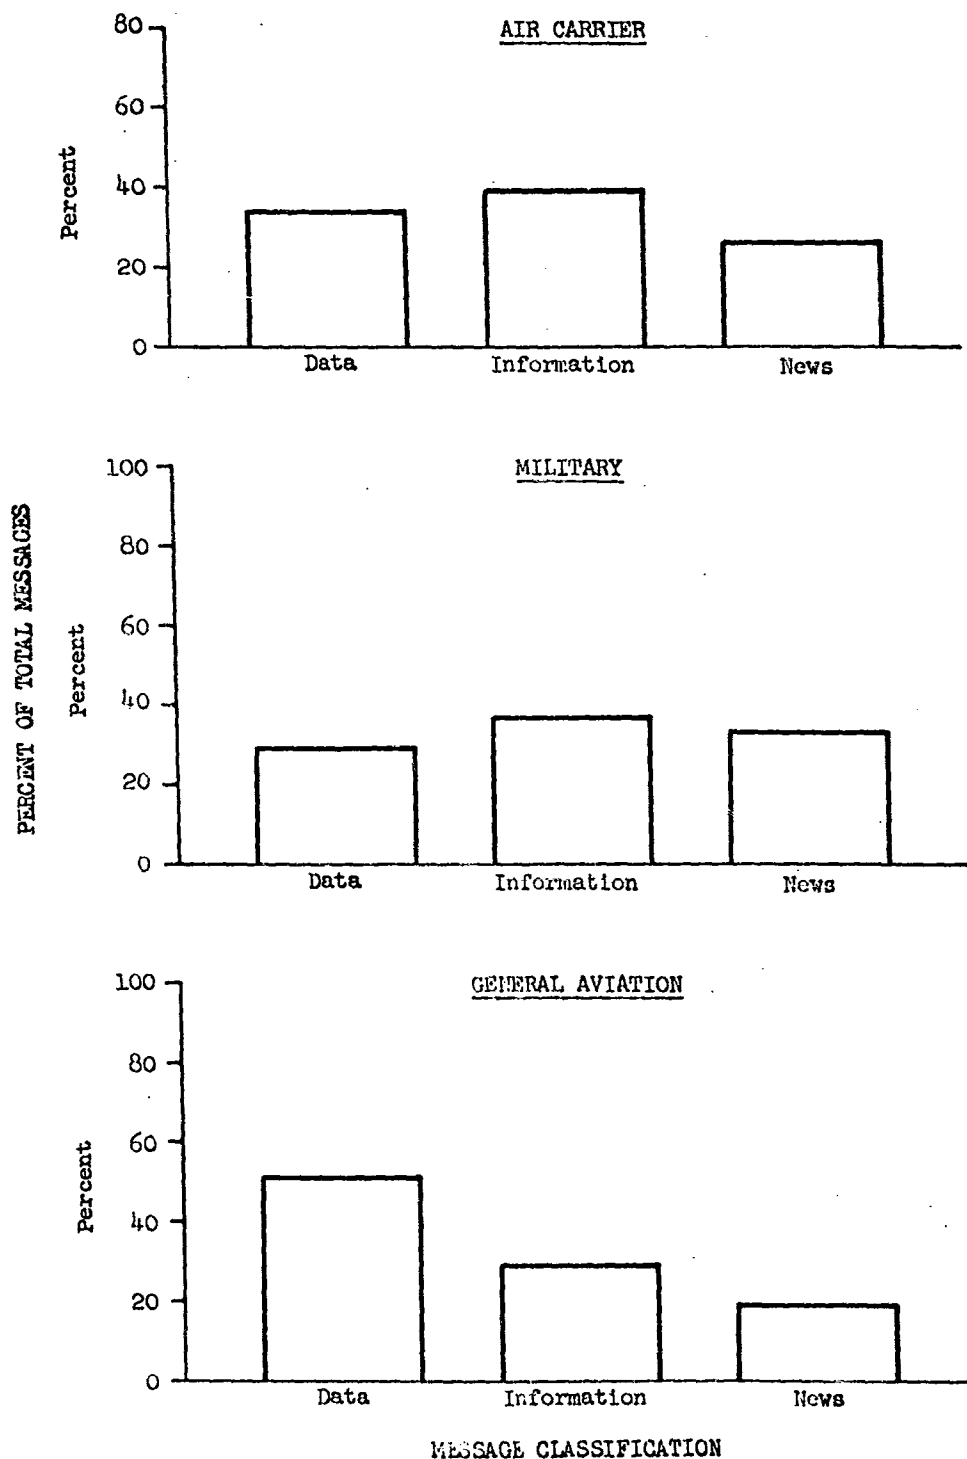 AIR CARRIER
80
60
40
20
0
Percent
Data Information News
MILITARY
100
80
60
40
20
0
Percent
PERCENT OF TOTAL MESSAGES
Data Information News
GENERAL AVIATION
100
80
60
40
20
0
Percent
Data Information News
MESSAGE CLASSIFICATION